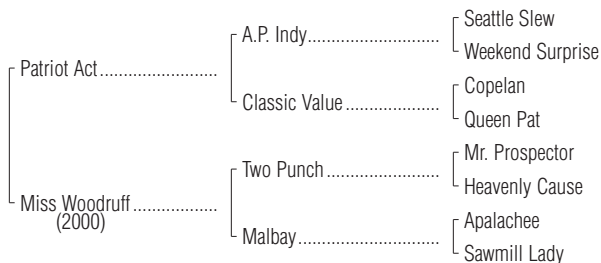 Seattle Slew
A.P. Indy..............................
Weekend Surprise
Patriot Act...........................
Copelan
Classic Value.....................
Queen Pat
Mr. Prospector
Two Punch..........................
Heavenly Cause
Miss Woodruff...................
(2000)
Apalachee
Malbay................................
Sawmill Lady